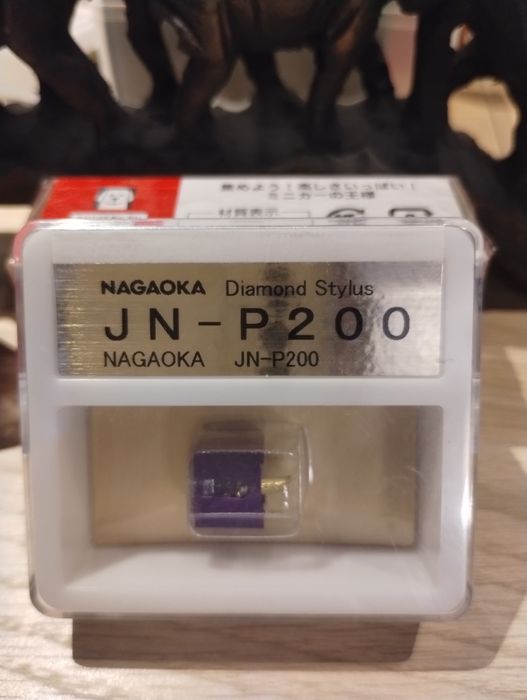 集めよう！楽しさいっぱい！
ミニカーの王様
材質表示
NAGAOKA Diamond Stylus
JN-P200
NAGAOKA JN-P200